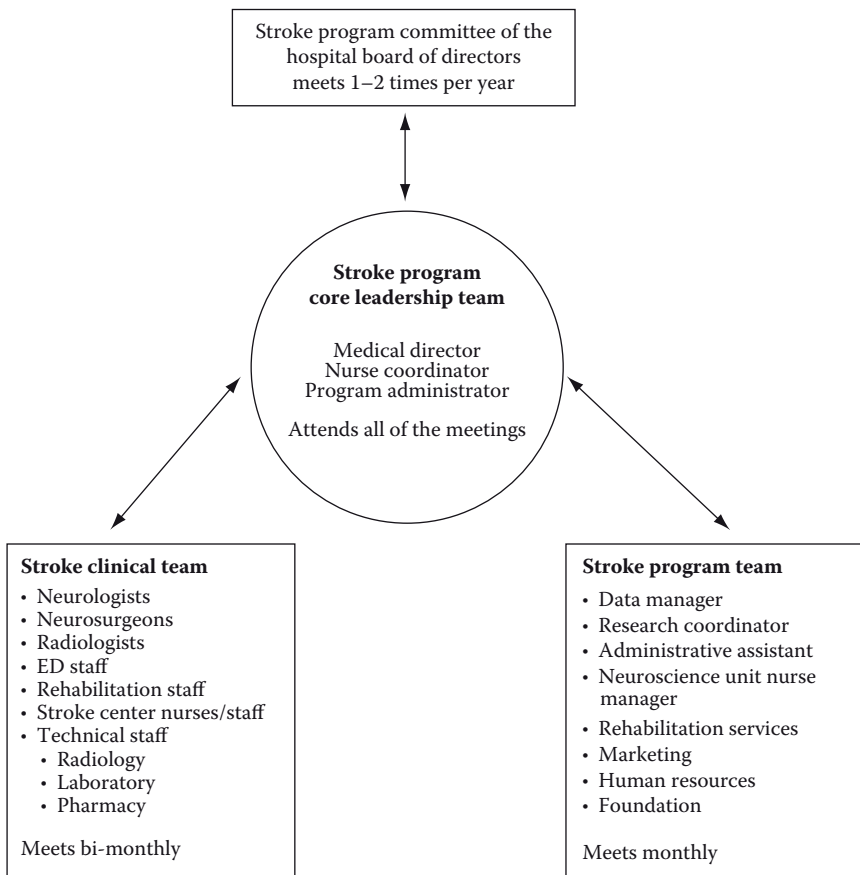 Stroke program committee of the
hospital board of directors
meets 1–2 times per year
Stroke program
core leadership team
Medical director
Nurse coordinator
Program administrator
Attends all of the meetings
Stroke clinical team
• Neurologists
• Neurosurgeons
• Radiologists
• ED staff
• Rehabilitation staff
• Stroke center nurses/staff
• Technical staff
• Radiology
• Laboratory
• Pharmacy
Meets bi-monthly
Stroke program team
• Data manager
• Research coordinator
• Administrative assistant
• Neuroscience unit nurse
manager
• Rehabilitation services
• Marketing
• Human resources
• Foundation
Meets monthly